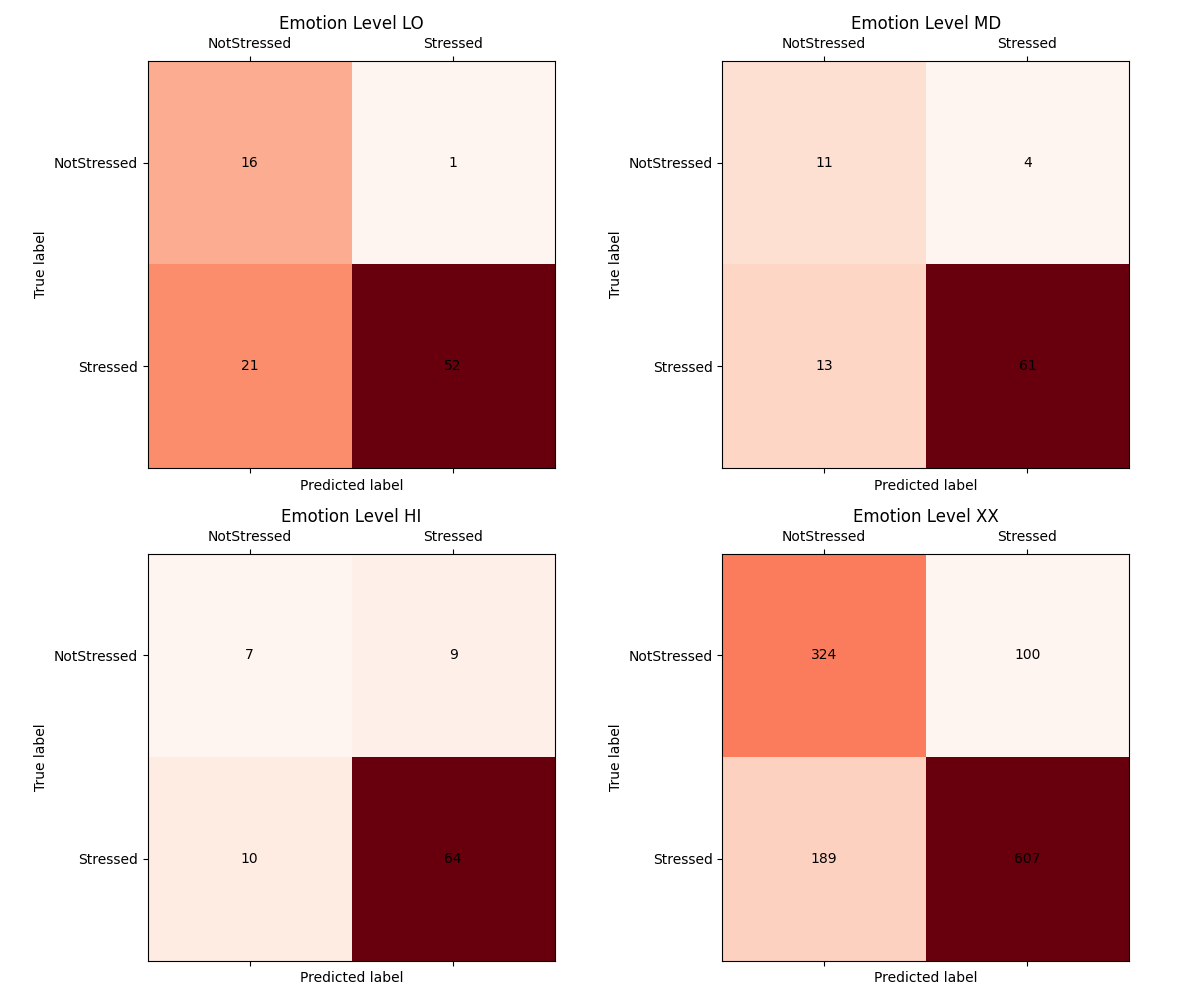 Emotion Level LO
NotStressed Stressed
NotStressed 16 1
True label
Stressed 21 52
Predicted label
Emotion Level MD
NotStressed Stressed
NotStressed 11 4
True label
Stressed 13 61
Predicted label
Emotion Level HI
NotStressed Stressed
NotStressed 7 9
True label
Stressed 10 64
Predicted label
Emotion Level XX
NotStressed Stressed
NotStressed 324 100
True label
Stressed 189 607
Predicted label